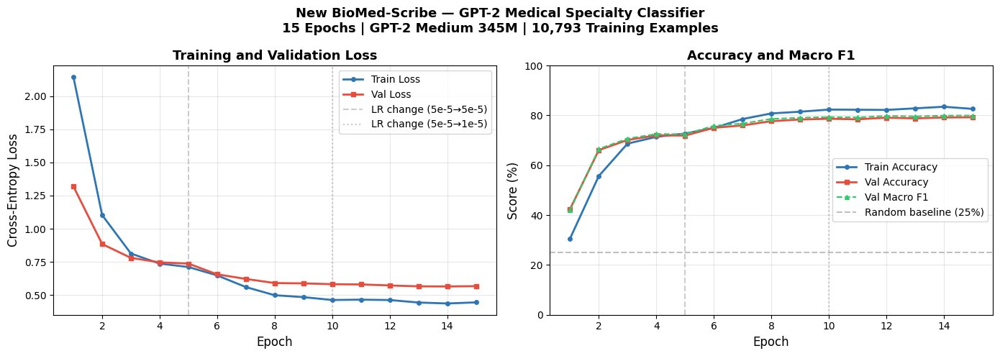 New BioMed-Scribe — GPT-2 Medical Specialty Classifier
15 Epochs | GPT-2 Medium 345M | 10,793 Training Examples
Training and Validation Loss
Cross-Entropy Loss
2.00
1.75
1.50
1.25
1.00
0.75
0.50
Train Loss
Val Loss
LR change (5e-5→5e-5)
LR change (5e-5→1e-5)
2 4 6 8 10 12 14
Epoch
Accuracy and Macro F1
Score (%)
100
80
60
40
20
0
Train Accuracy
Val Accuracy
Val Macro F1
Random baseline (25%)
2 4 6 8 10 12 14
Epoch